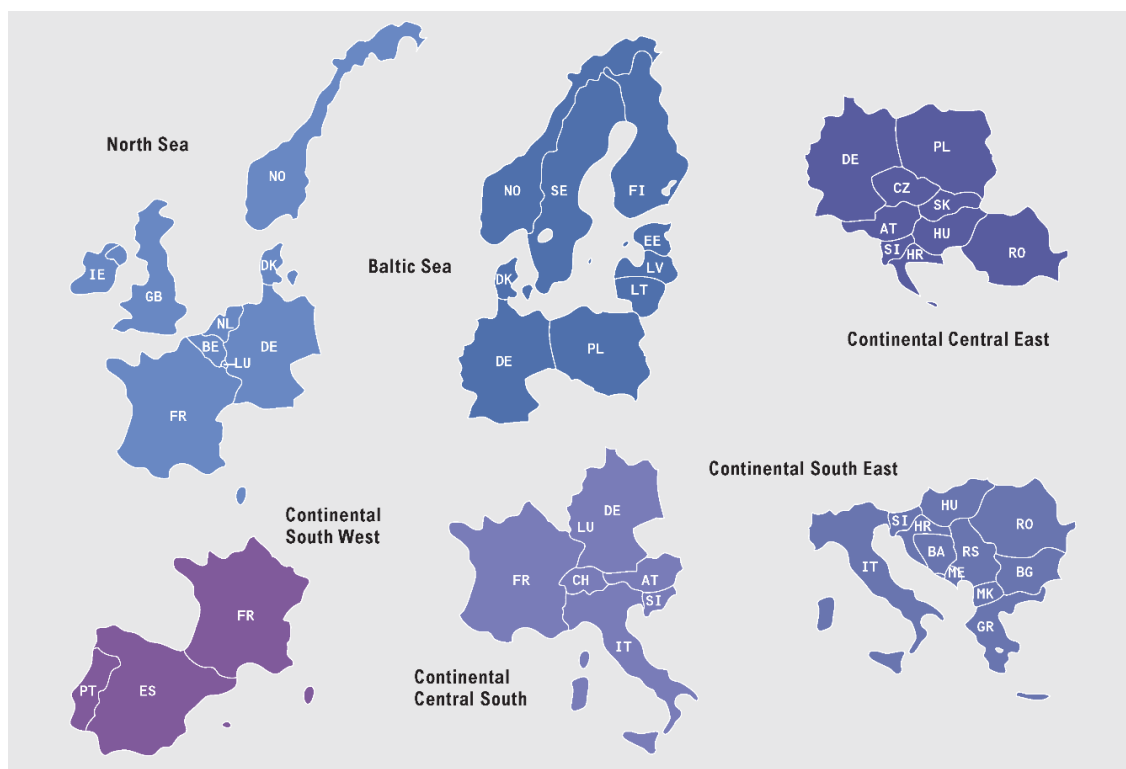 North Sea
NO
IE
GB
DK
NL
BE
DE
LU
FR
Baltic Sea
NO
SE
FI
EE
LV
LT
DK
DE
PL
DE
PL
CZ
SK
AT
HU
SI
HR
RO
Continental Central East
Continental
South West
FR
PT
ES
DE
LU
FR
CH
AT
SI
IT
Continental
Central South
Continental South East
HU
SI
HR
RO
BA
RS
IT
ME
BG
MK
GR